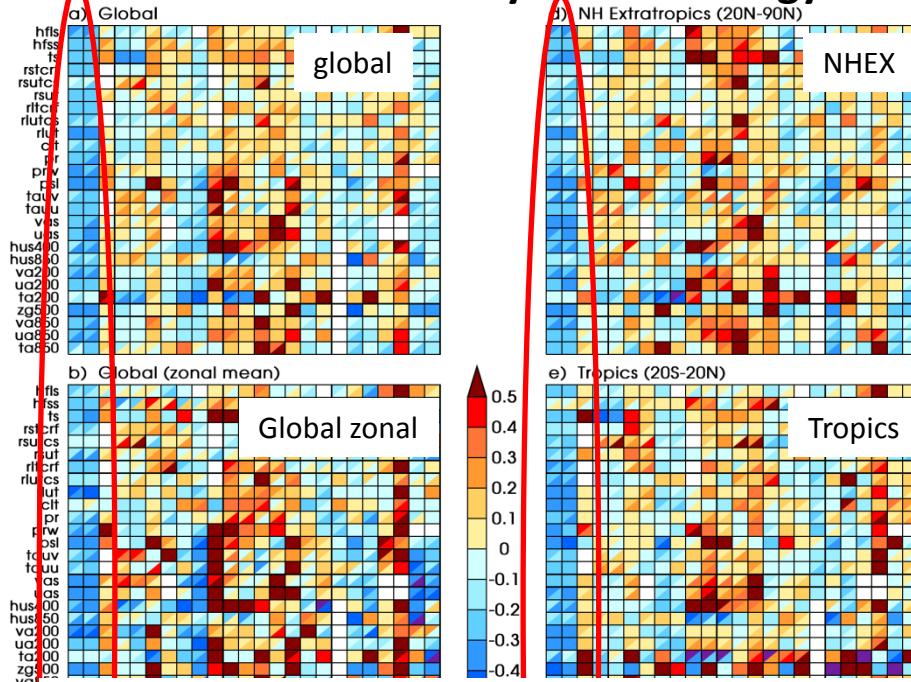 a) Global
global
hfls
hfss
ts
rstcrf
rsutcs
rsut
rltcrf
rlutcs
rlut
clt
pr
prw
psl
tauv
tauu
vas
uas
hus400
hus850
va200
ua200
ta200
zg500
va850
ua850
ta850
d) NH Extratropics (20N-90N)
NHEX
b) Global (zonal mean)
Global zonal
hfls
hfss
ts
rstcrf
rsutcs
rsut
rltcrf
rlutcs
rlut
clt
pr
prw
psl
tauv
tauu
vas
uas
hus400
hus850
va200
ua200
ta200
zg500
0.5
0.4
0.3
0.2
0.1
0
-0.1
-0.2
-0.3
-0.4
e) Tropics (20S-20N)
Tropics